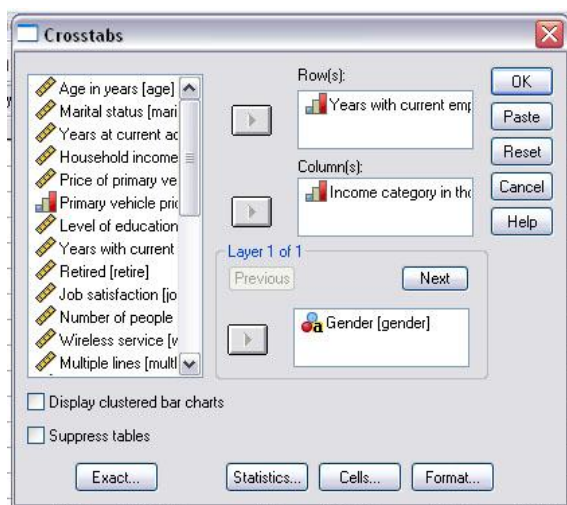 Crosstabs
Age in years [age]
Marital status [mari
Years at current ad
Household income
Price of primary ve
Primary vehicle pric
Level of education
Years with current
Retired [retire]
Job satisfaction [jo
Number of people
Wireless service [w
Multiple lines [multl
Row(s):
Years with current emp
Column(s):
Income category in tho
Layer 1 of 1
Previous
Next
Gender [gender]
OK
Paste
Reset
Cancel
Help
Display clustered bar charts
Suppress tables
Exact...
Statistics...
Cells...
Format...